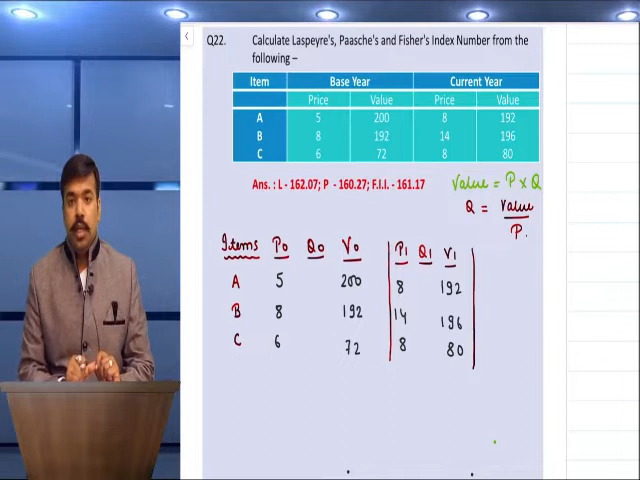 Q22. Calculate Laspeyre's, Paasche's and Fisher's Index Number from the
following –
Item Base Year Current Year
Price Value Price Value
A 5 200 8 192
B 8 192 14 196
C 6 72 8 80
Ans. : L - 162.07; P - 160.27; F.I.I. - 161.17
Value = P x Q
Q = Value
P.
Items P0 Q0 V0 P1 Q1 V1
A 5 200 8 192
B 8 192 14 196
C 6 72 8 80